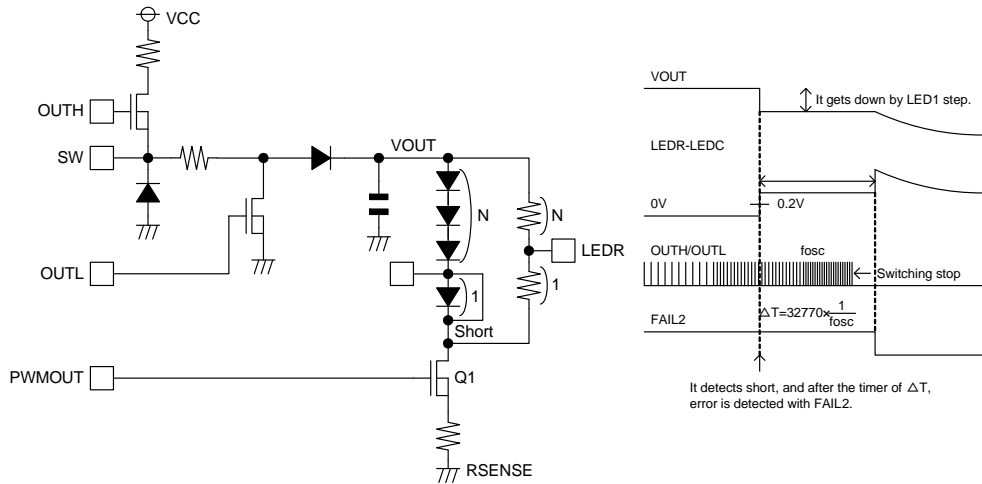 VCC
OUTH
SW
VOUT
N
N
LEDR
OUTL
1
1
Short
PWMOUT
Q1
RSENSE
VOUT
It gets down by LED1 step.
LEDR-LEDC
0V
0.2V
OUTH/OUTL
fosc
Switching stop
△T=32770×1/fosc
FAIL2
It detects short, and after the timer of △T,
error is detected with FAIL2.